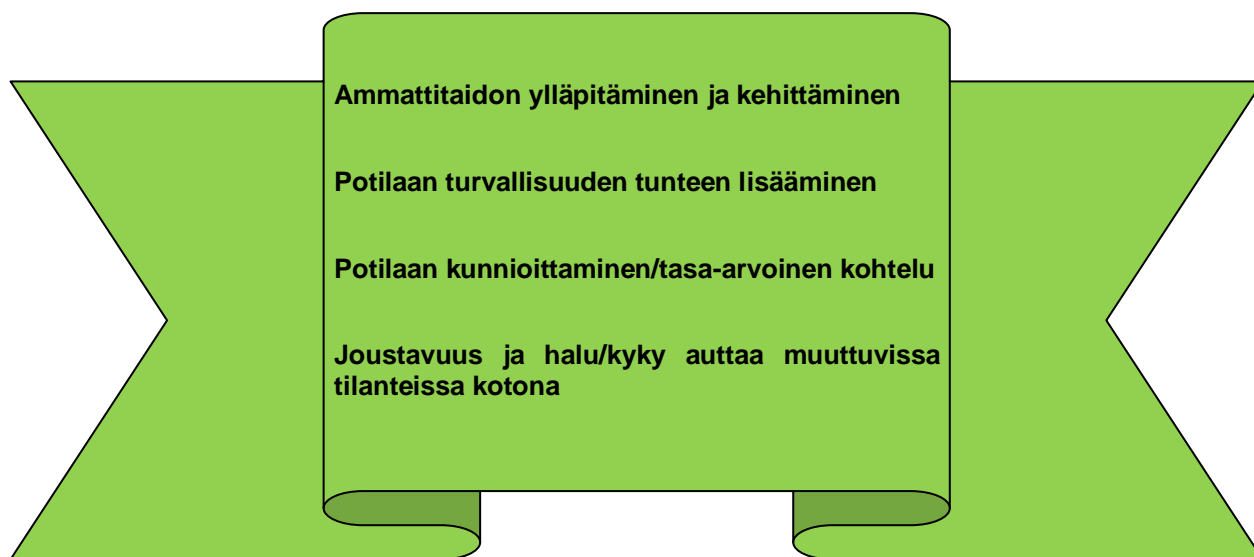 Ammattitaidon ylläpitäminen ja kehittäminen
Potilaan turvallisuuden tunteen lisääminen
Potilaan kunnioittaminen/tasa-arvoinen kohtelu
Joustavuus ja halu/kyky auttaa muuttuvissa
tilanteissa kotona